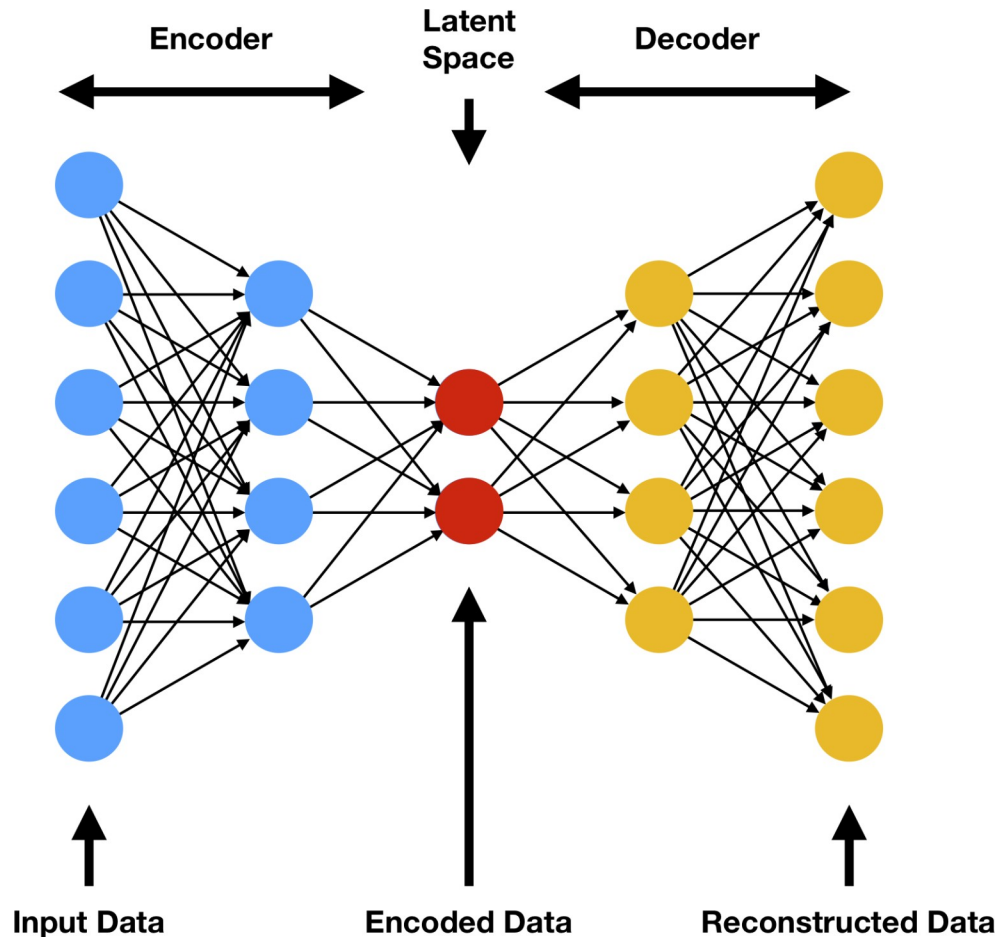 Encoder
Latent
Space
Decoder
Input Data
Encoded Data
Reconstructed Data